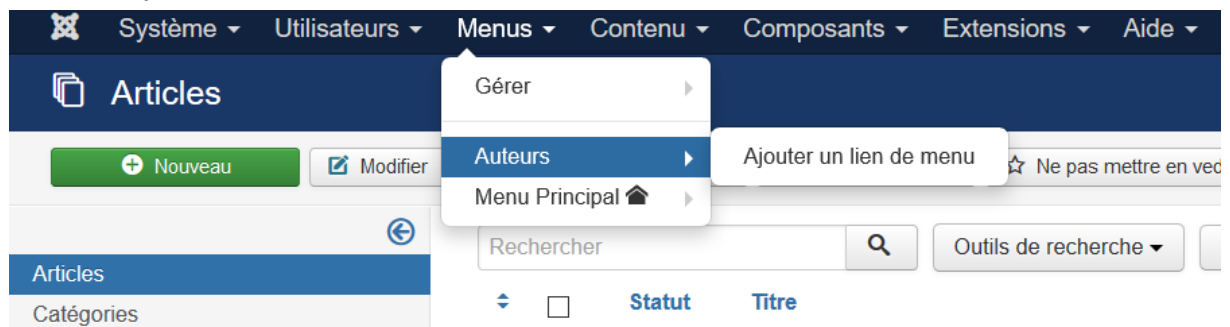 Système Utilisateurs Menus Contenu Composants Extensions Aide
Articles
Gérer
Nouveau Modifier Auteurs Ajouter un lien de menu Ne pas mettre en ved
Menu Principal
Rechercher Outils de recherche
Articles
Statut Titre
Catégories